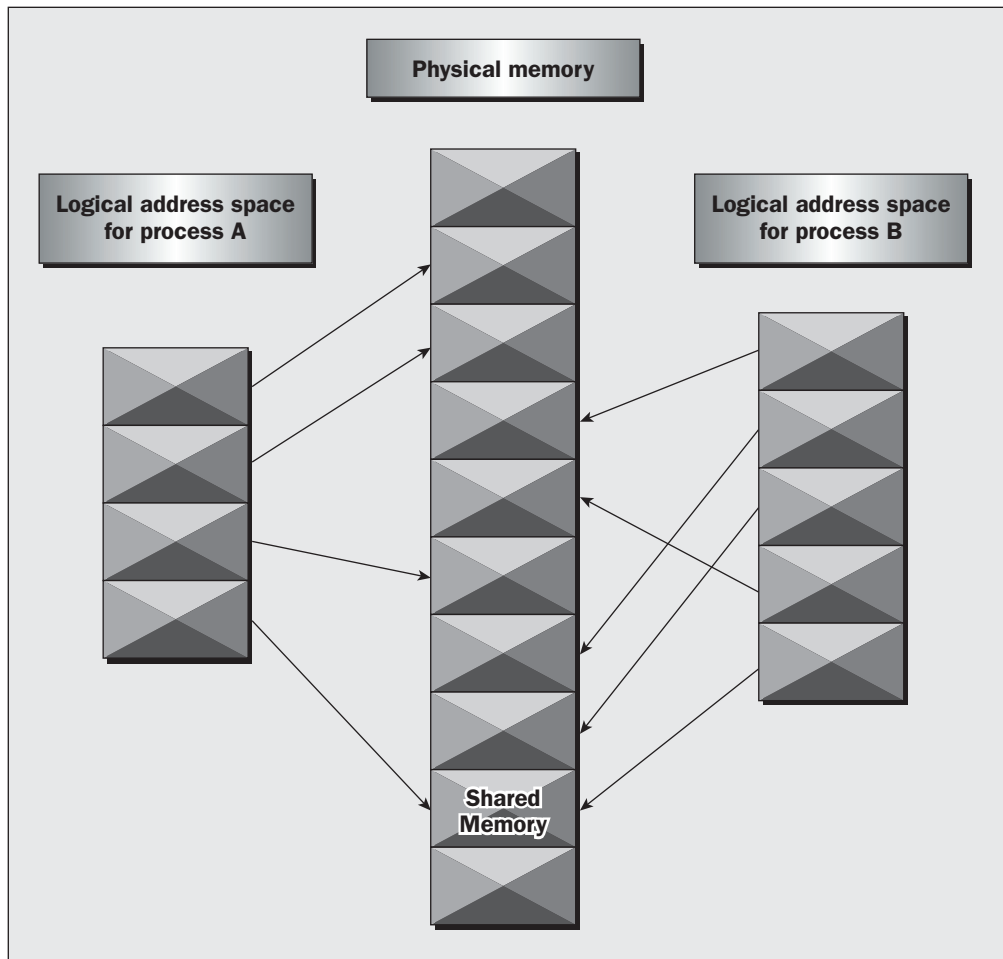 Physical memory
Logical address space
for process A
Logical address space
for process B
Shared
Memory